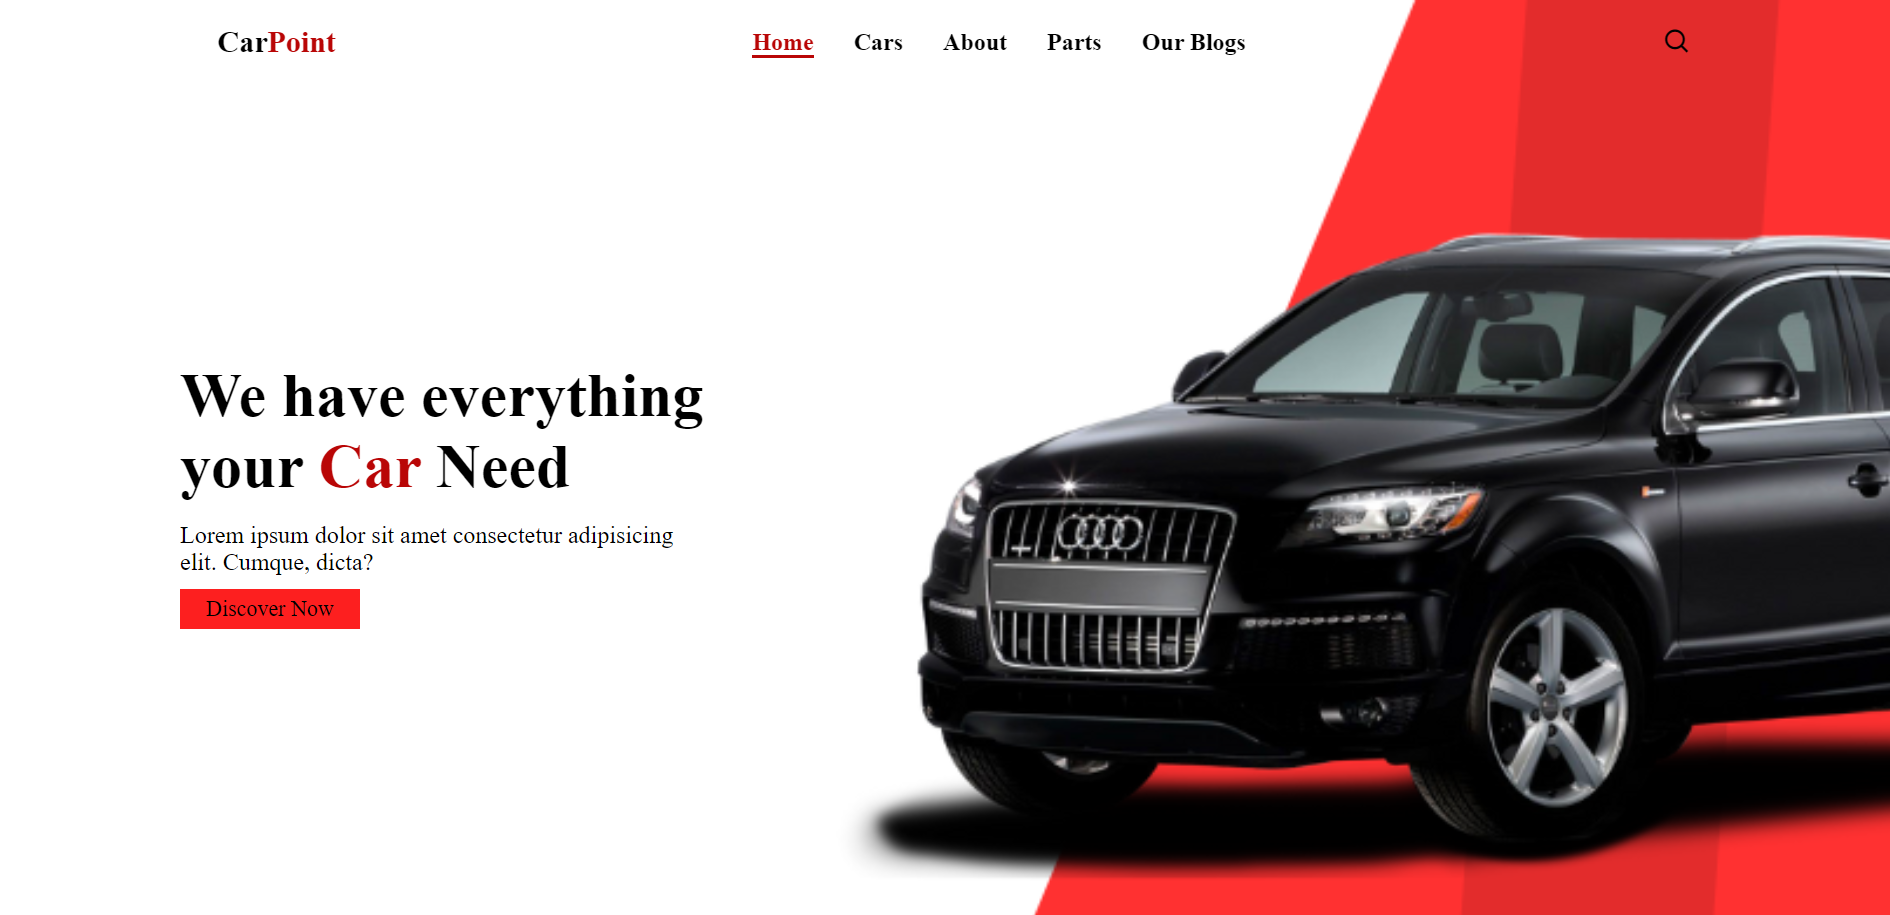 CarPoint
Home Cars About Parts Our Blogs
We have everything
your Car Need
Lorem ipsum dolor sit amet consectetur adipisicing
elit. Cumque, dicta?
Discover Now